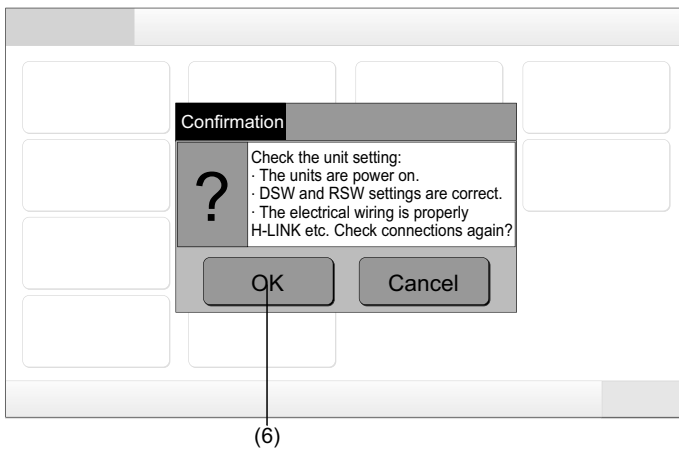 Confirmation
?
Check the unit setting:
· The units are power on.
· DSW and RSW settings are correct.
· The electrical wiring is properly
H-LINK etc. Check connections again?
OK
Cancel
(6)